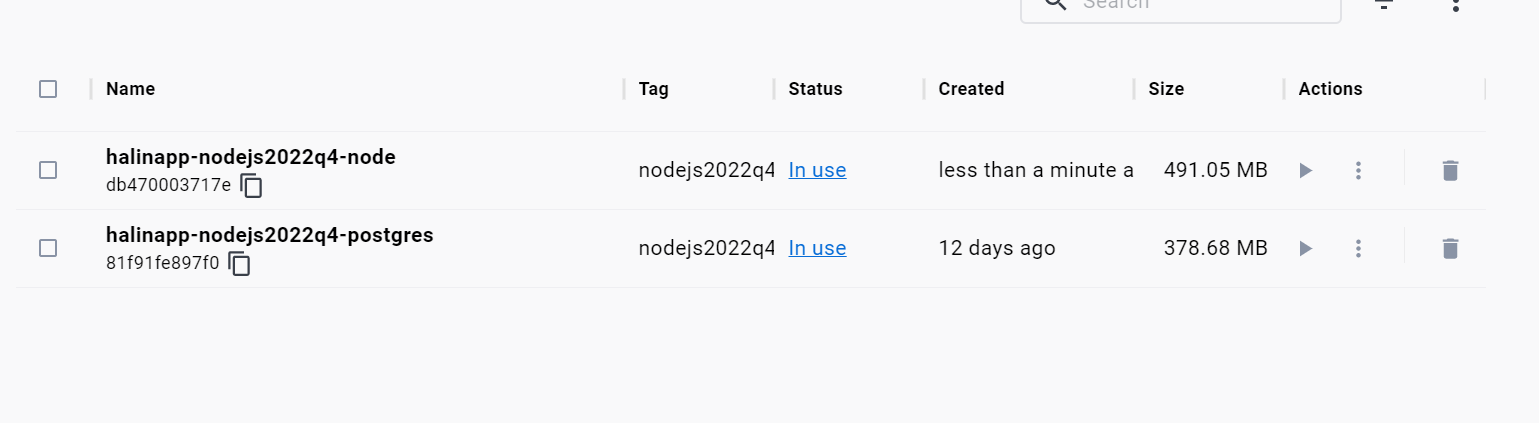 Search
Name Tag Status Created Size Actions
halinapp-nodejs2022q4-node
db470003717e
nodejs2022q4 In use less than a minute a 491.05 MB
halinapp-nodejs2022q4-postgres
81f91fe897f0
nodejs2022q4 In use 12 days ago 378.68 MB